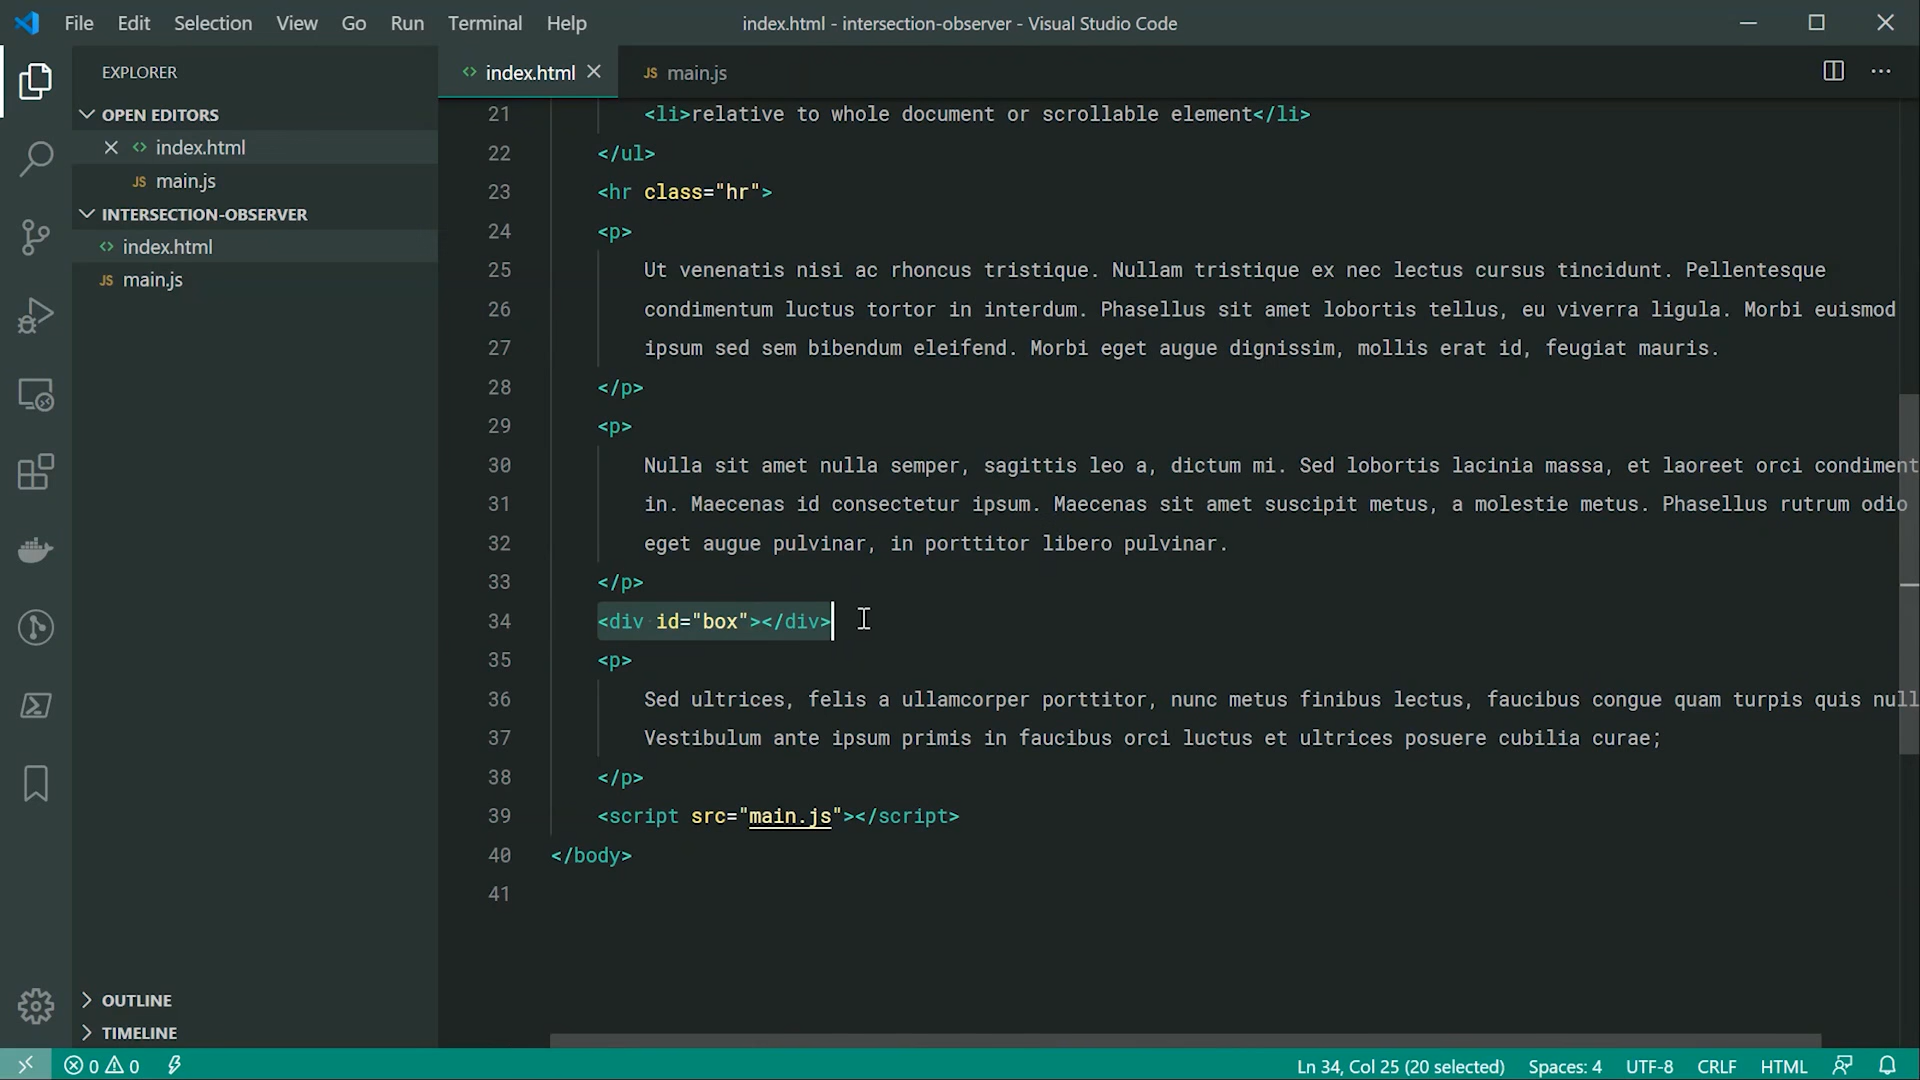 File Edit Selection View Go Run Terminal Help
index.html - intersection-observer - Visual Studio Code
EXPLORER
OPEN EDITORS
index.html
JS main.js
INTERSECTION-OBSERVER
index.html
JS main.js
OUTLINE
TIMELINE
index.html
JS main.js
21 <li>relative to whole document or scrollable element</li>
22 </ul>
23 <hr class="hr">
24 <p>
25 Ut venenatis nisi ac rhoncus tristique. Nullam tristique ex nec lectus cursus tincidunt. Pellentesque
26 condimentum luctus tortor in interdum. Phasellus sit amet lobortis tellus, eu viverra ligula. Morbi euismod
27 ipsum sed sem bibendum eleifend. Morbi eget augue dignissim, mollis erat id, feugiat mauris.
28 </p>
29 <p>
30 Nulla sit amet nulla semper, sagittis leo a, dictum mi. Sed lobortis lacinia massa, et laoreet orci condiment
31 in. Maecenas id consectetur ipsum. Maecenas sit amet suscipit metus, a molestie metus. Phasellus rutrum odio
32 eget augue pulvinar, in porttitor libero pulvinar.
33 </p>
34 <div id="box"></div>
35 <p>
36 Sed ultrices, felis a ullamcorper porttitor, nunc metus finibus lectus, faucibus congue quam turpis quis null
37 Vestibulum ante ipsum primis in faucibus orci luctus et ultrices posuere cubilia curae;
38 </p>
39 <script src="main.js"></script>
40 </body>
41
0 0
Ln 34, Col 25 (20 selected) Spaces: 4 UTF-8 CRLF HTML